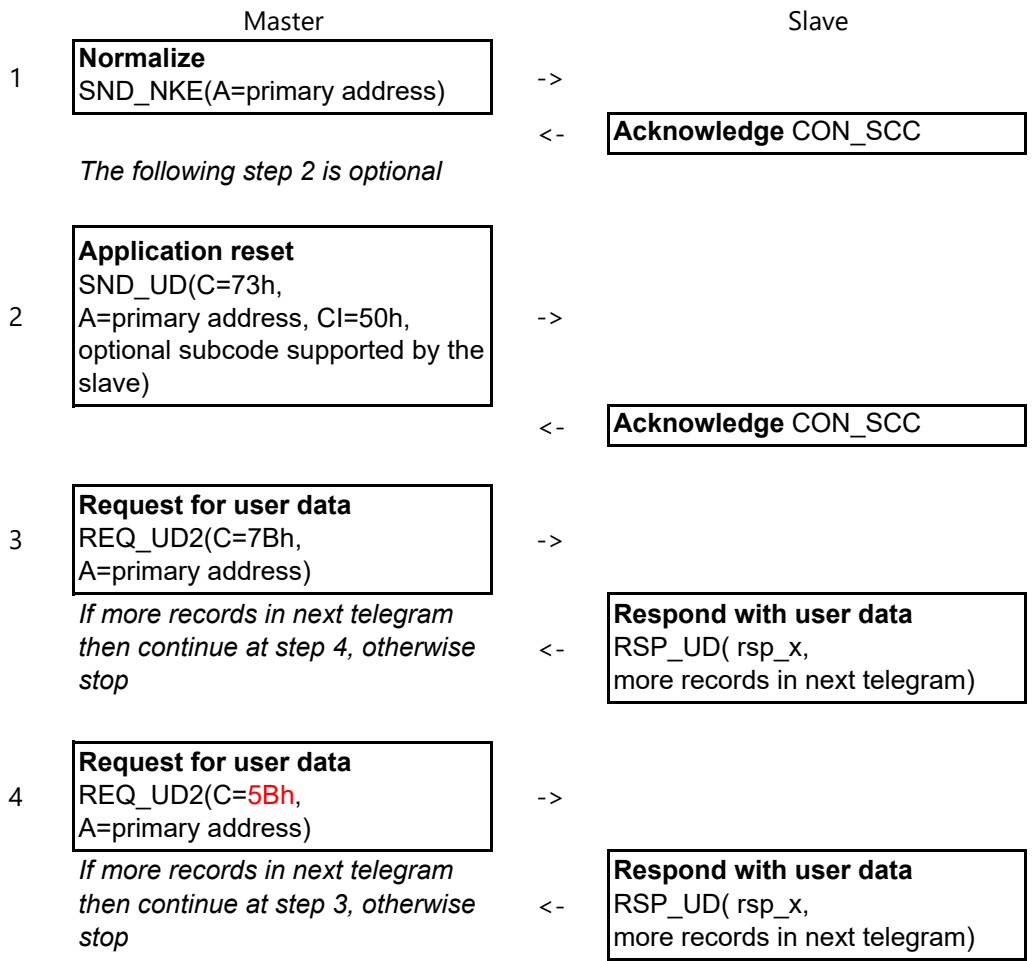 Master Slave
Normalize
1 SND_NKE(A=primary address) ->
<- Acknowledge CON_SCC
The following step 2 is optional
Application reset
SND_UD(C=73h,
2 A=primary address, CI=50h, ->
optional subcode supported by the
slave)
<- Acknowledge CON_SCC
Request for user data
3 REQ_UD2(C=7Bh, ->
A=primary address)
If more records in next telegram Respond with user data
then continue at step 4, otherwise <- RSP_UD( rsp_x,
stop more records in next telegram)
Request for user data
4 REQ_UD2(C=5Bh, ->
A=primary address)
If more records in next telegram Respond with user data
then continue at step 3, otherwise <- RSP_UD( rsp_x,
stop more records in next telegram)